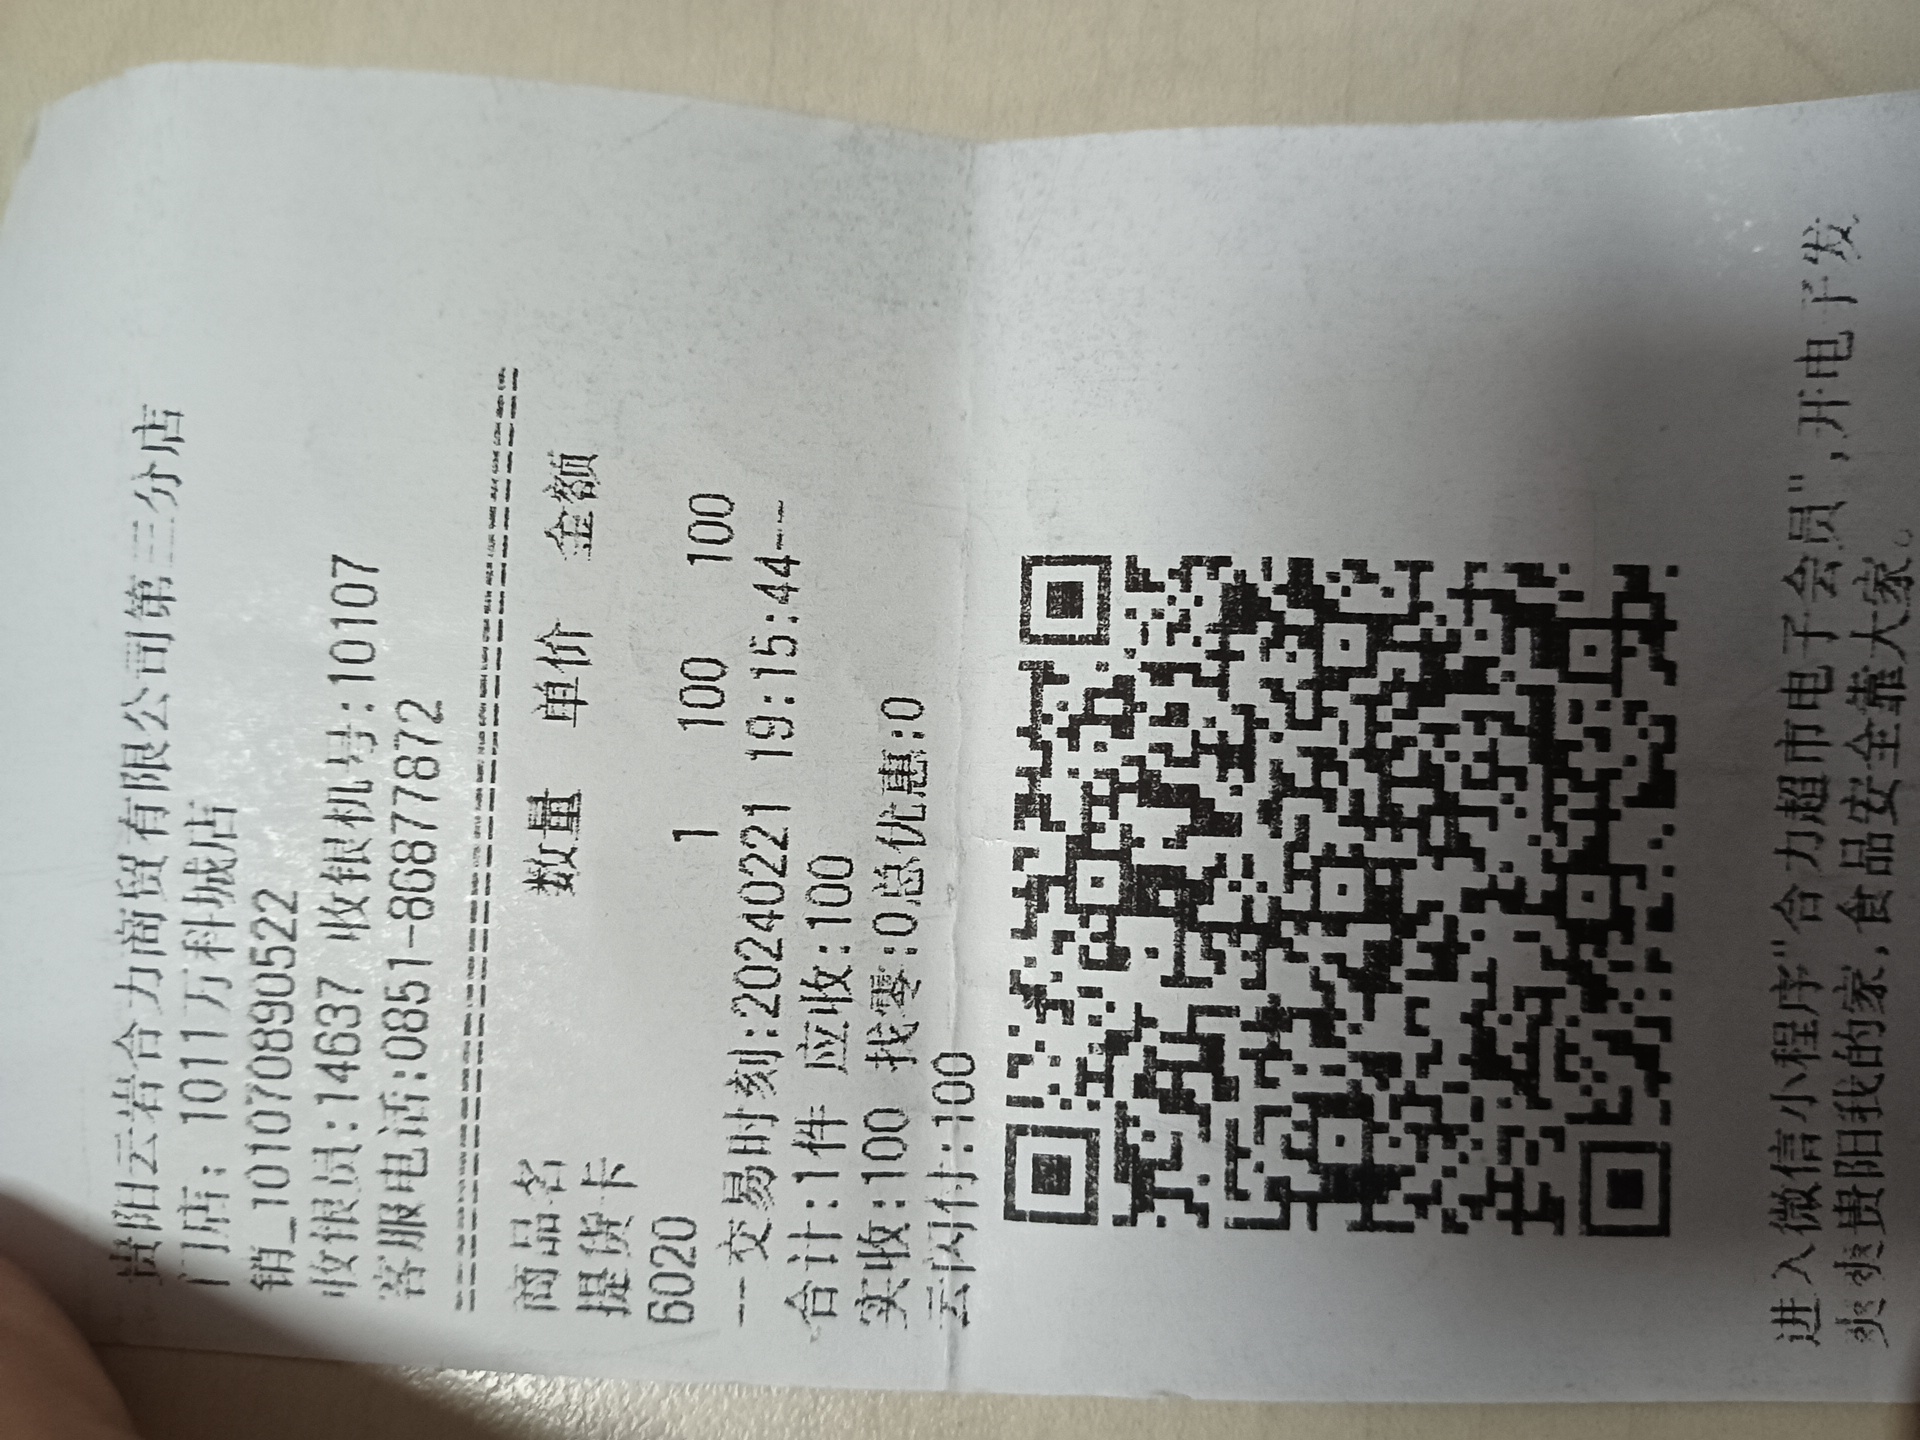 贵阳云岩合力商贸有限公司第三分店
门店: 1011万科城店
销_1010708900522
收银员:14637 收银机号:10107
客服电话:0851-86877872
==================================================
商品名 数量 单价 金额
提货卡
6020 1 100 100
--交易时刻:20240221 19:15:44--
合计:1件 应收:100
实收:100 找零:0总优惠:0
云闪付:100
进入微信小程序"合力超市电子会员",开电子发
爽爽贵阳我的家,食品安全靠大家。